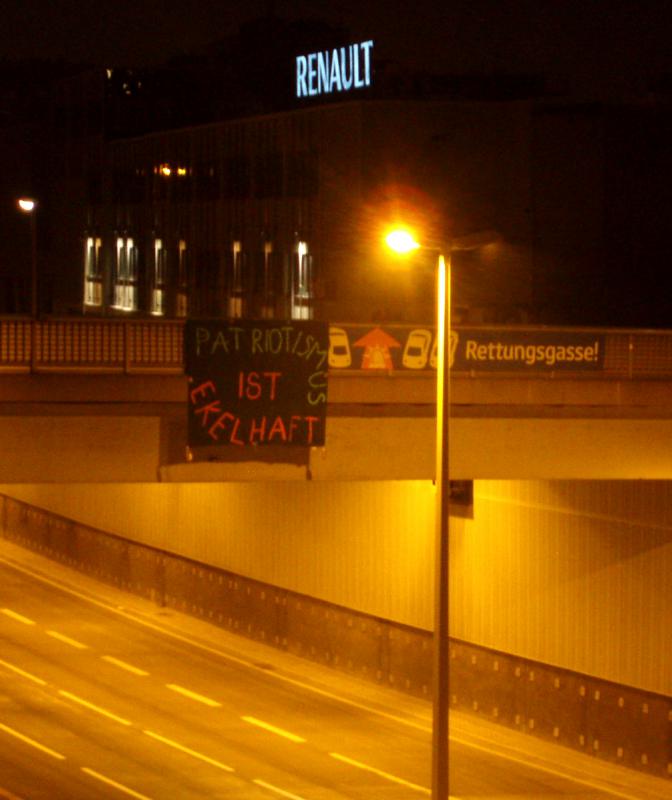 RENAULT
PATRIOTISMUS
IST
EKELHAFT
Rettungsgasse!